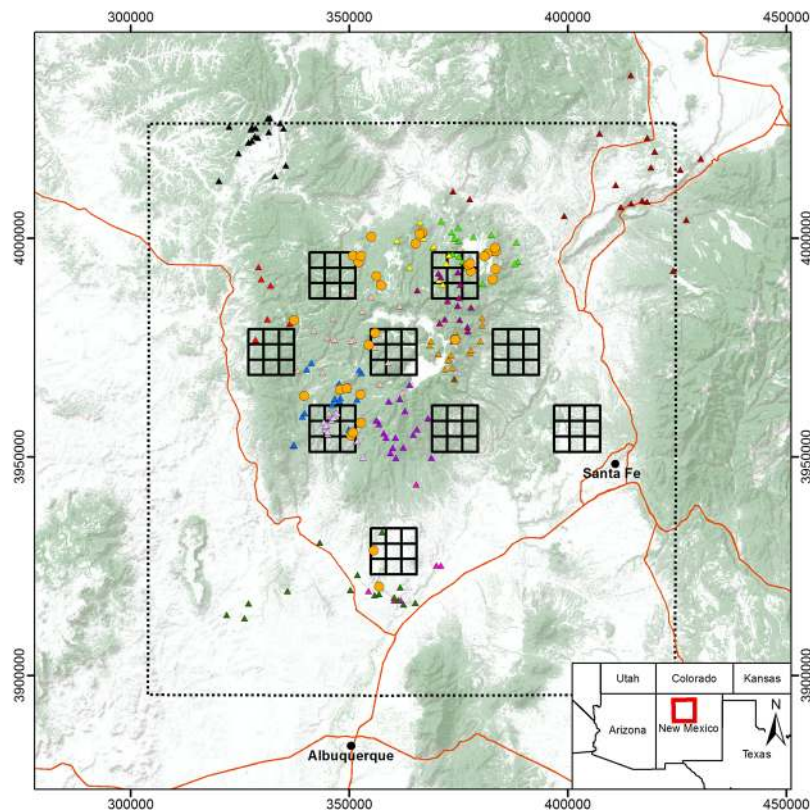 300000 350000 400000 450000
4000000 4000000
3950000 3950000
Santa Fe
3900000 3900000
Utah Colorado Kansas
N
Arizona New Mexico
Texas
Albuquerque
300000 350000 400000 450000